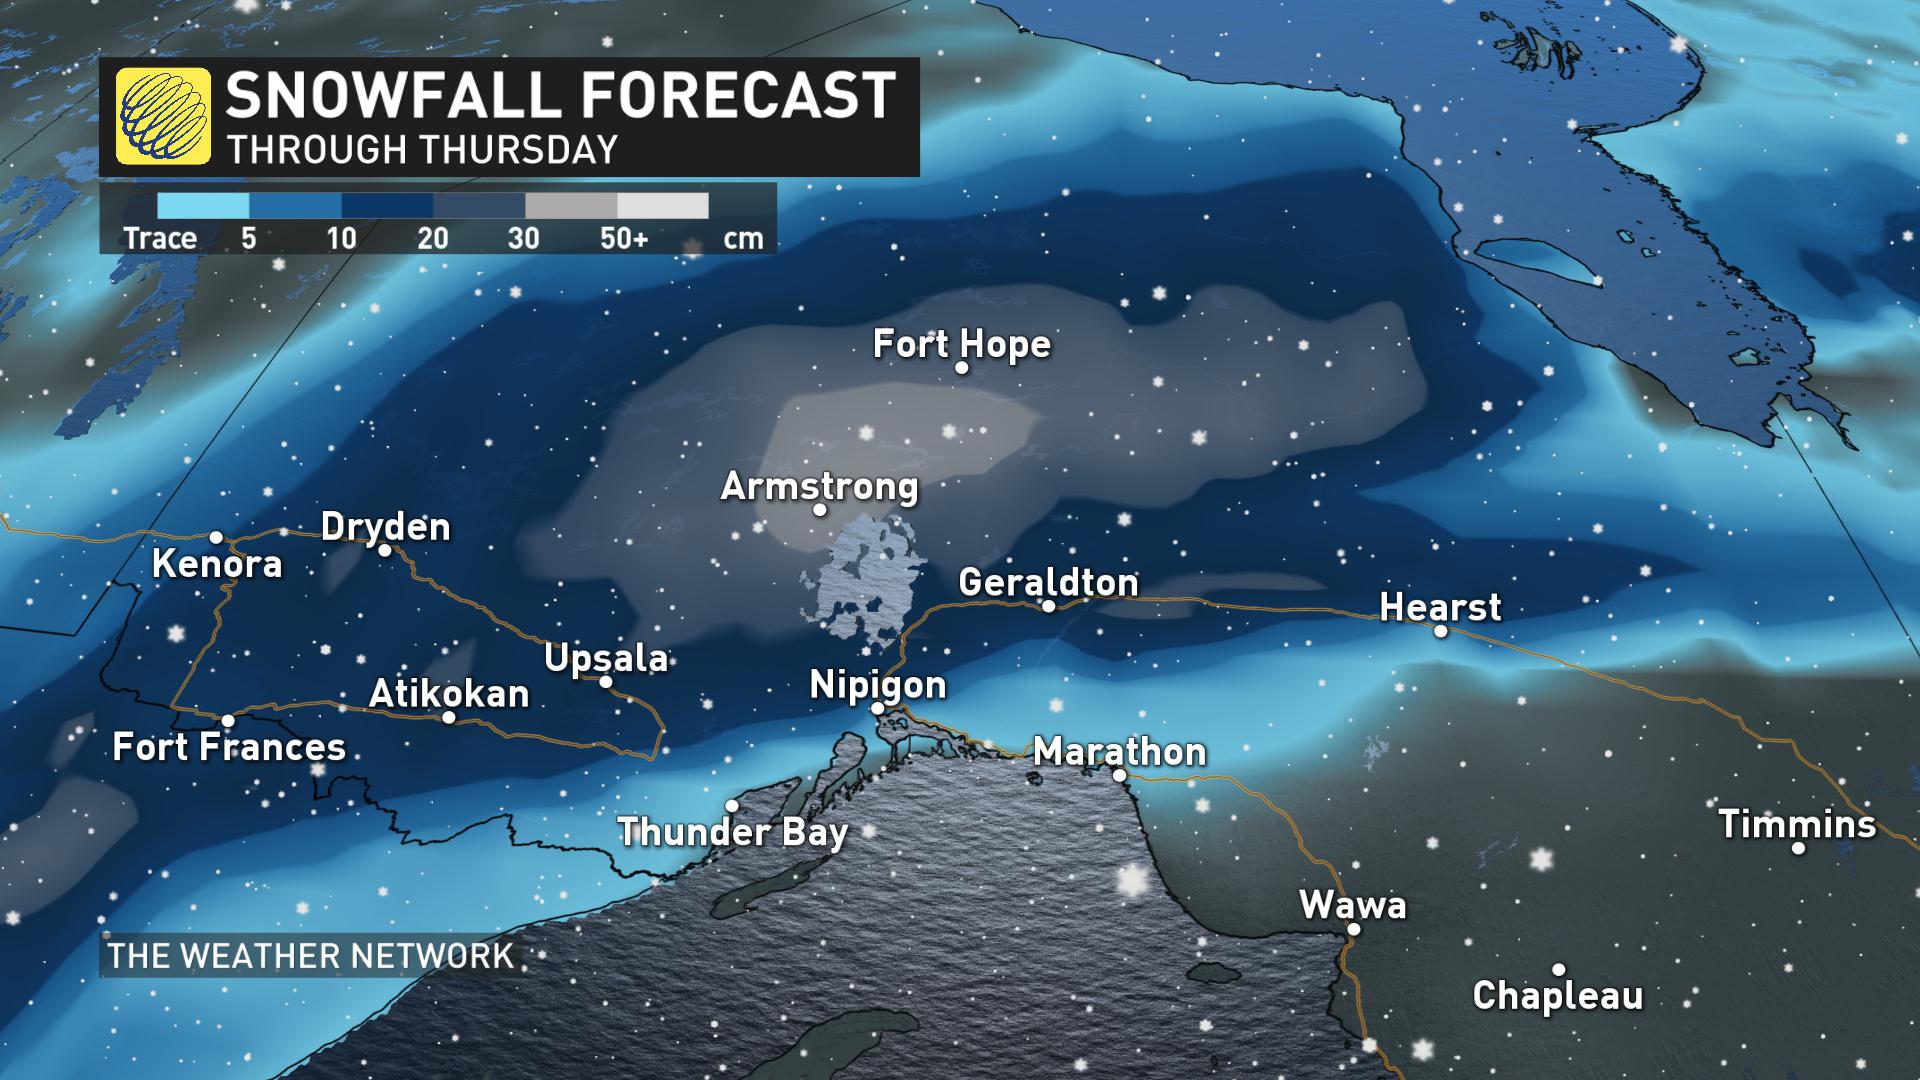 SNOWFALL FORECAST
THROUGH THURSDAY
Trace 5 10 20 30 50+ cm
Fort Hope
Armstrong
Dryden
Kenora
Geraldton
Hearst
Upsala
Nipigon
Atikokan
Fort Frances
Marathon
Thunder Bay
Timmins
Wawa
THE WEATHER NETWORK
Chapleau